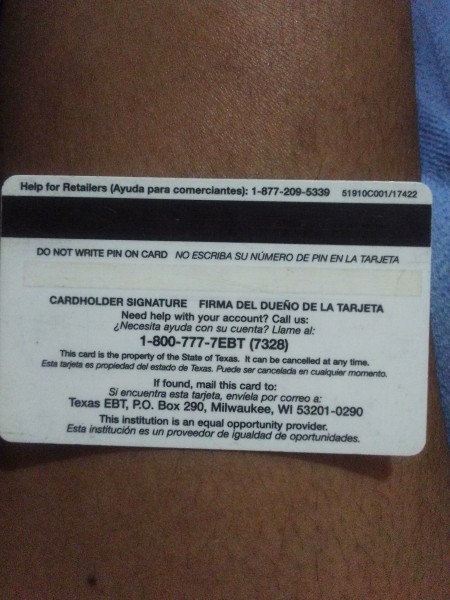 Help for Retailers (Ayuda para comerciantes): 1-877-209-5339 51910C001/17422
DO NOT WRITE PIN ON CARD NO ESCRIBA SU NÚMERO DE PIN EN LA TARJETA
CARDHOLDER SIGNATURE FIRMA DEL DUEÑO DE LA TARJETA
Need help with your account? Call us:
¿Necesita ayuda con su cuenta? Llame al:
1-800-777-7EBT (7328)
This card is the property of the State of Texas. It can be cancelled at any time.
Esta tarjeta es propiedad del estado de Texas. Puede ser cancelada en cualquier momento.
If found, mail this card to:
Si encuentra esta tarjeta, envíela por correo a:
Texas EBT, P.O. Box 290, Milwaukee, WI 53201-0290
This institution is an equal opportunity provider.
Esta institución es un proveedor de igualdad de oportunidades.